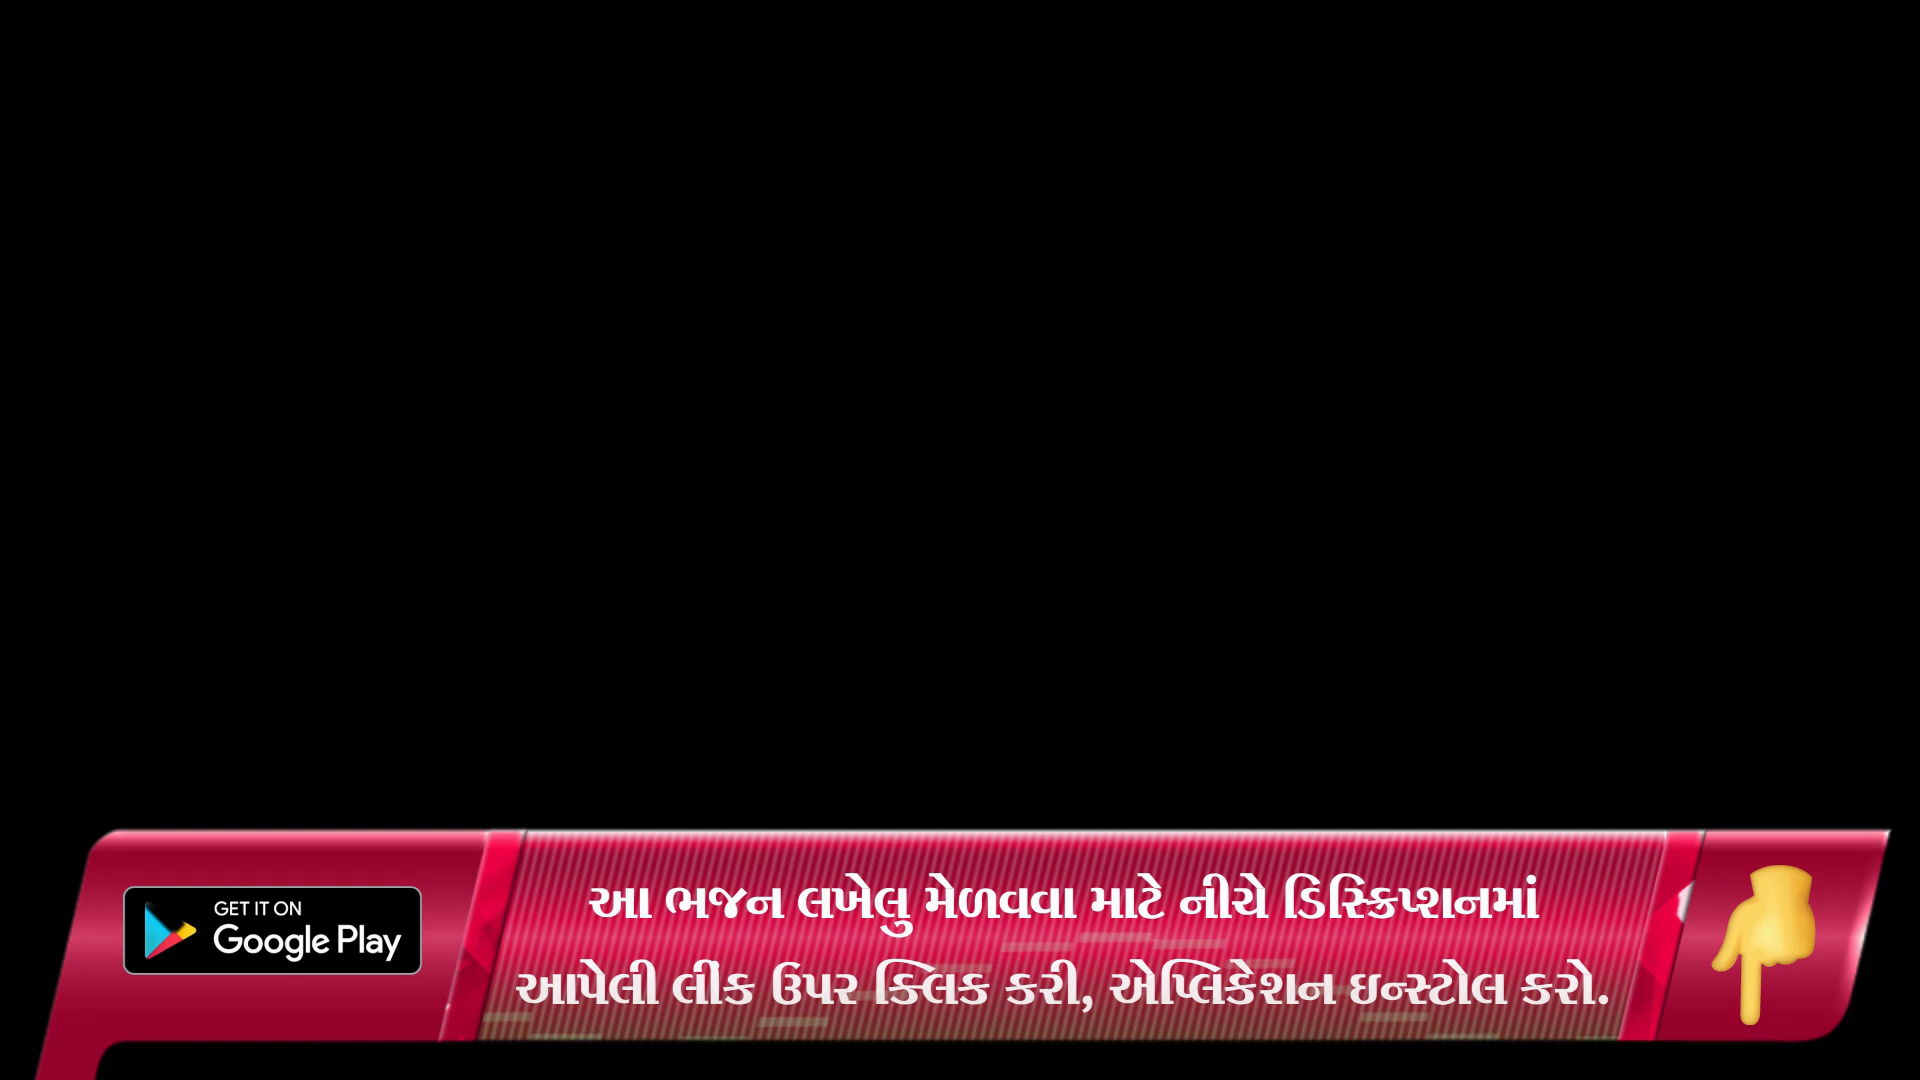 GET IT ON
Google Play
આ ભજન લખેલુ મેળવવા માટે નીચે ડિસ્ક્રિપ્શનમાં
આપેલી લીંક ઉપર ક્લિક કરી, એપ્લિકેશન ઇન્સ્ટોલ કરો.